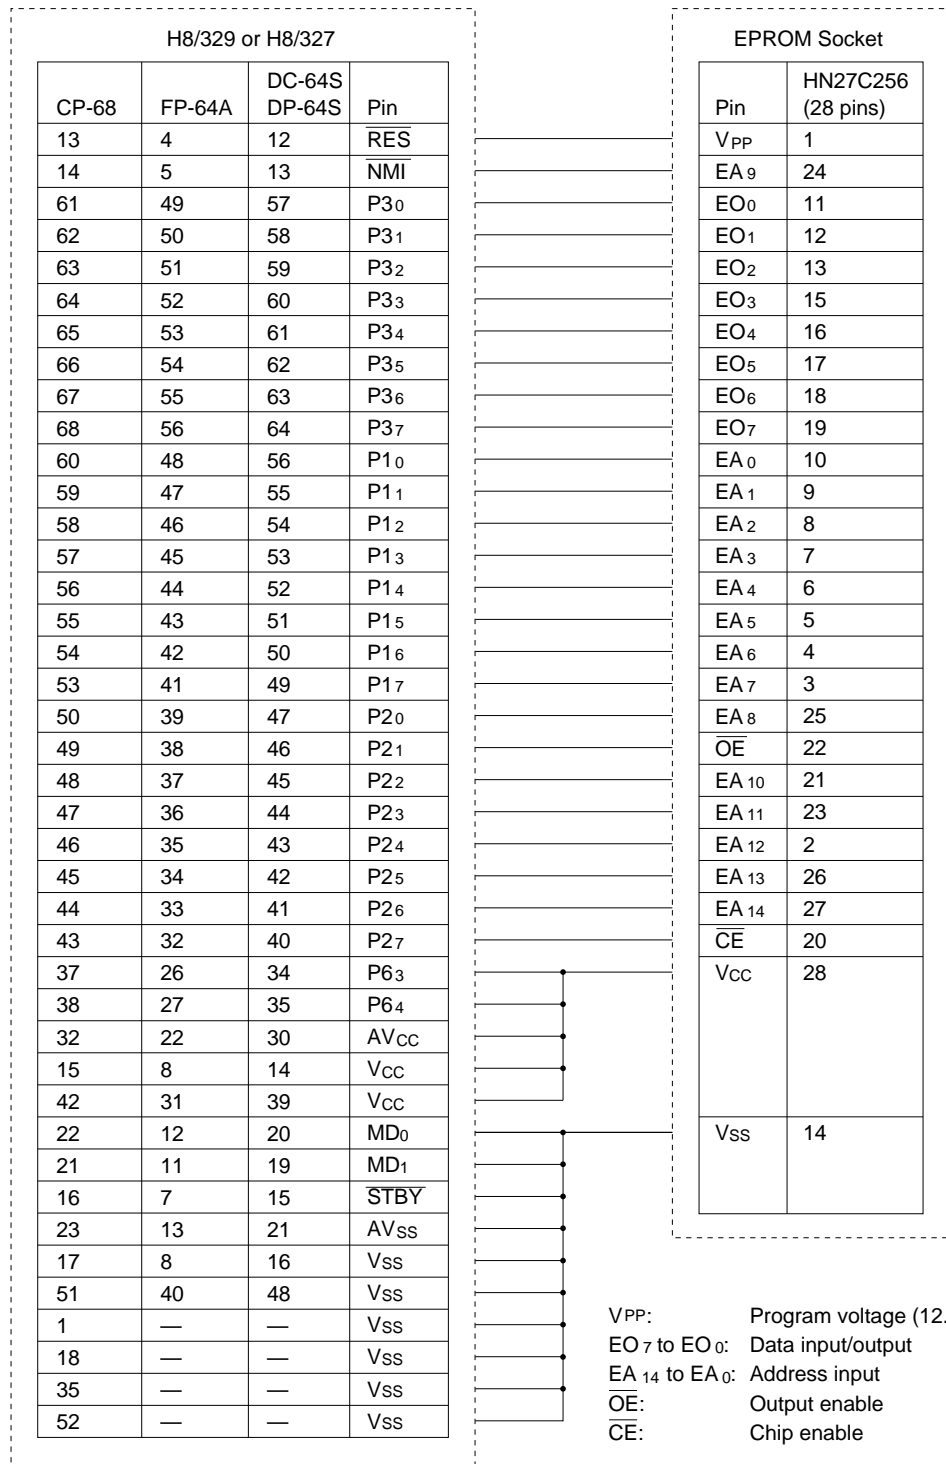 H8/329 or H8/327 EPROM Socket
DC-64S HN27C256
CP-68 FP-64A DP-64S Pin Pin (28 pins)
13 4 12 RES VPP 1
14 5 13 NMI EA9 24
61 49 57 P30 EO0 11
62 50 58 P31 EO1 12
63 51 59 P32 EO2 13
64 52 60 P33 EO3 15
65 53 61 P34 EO4 16
66 54 62 P35 EO5 17
67 55 63 P36 EO6 18
68 56 64 P37 EO7 19
60 48 56 P10 EA0 10
59 47 55 P11 EA1 9
58 46 54 P12 EA2 8
57 45 53 P13 EA3 7
56 44 52 P14 EA4 6
55 43 51 P15 EA5 5
54 42 50 P16 EA6 4
53 41 49 P17 EA7 3
50 39 47 P20 EA8 25
49 38 46 P21 OE 22
48 37 45 P22 EA10 21
47 36 44 P23 EA11 23
46 35 43 P24 EA12 2
45 34 42 P25 EA13 26
44 33 41 P26 EA14 27
43 32 40 P27 CE 20
37 26 34 P63 VCC 28
38 27 35 P64
32 22 30 AVCC
15 8 14 VCC
42 31 39 VCC
22 12 20 MD0 VSS 14
21 11 19 MD1
16 7 15 STBY
23 13 21 AVSS
17 8 16 VSS
51 40 48 VSS
1 — — VSS
18 — — VSS
35 — — VSS
52 — — VSS
VPP: Program voltage (12.
EO7 to EO0: Data input/output
EA14 to EA0: Address input
OE: Output enable
CE: Chip enable